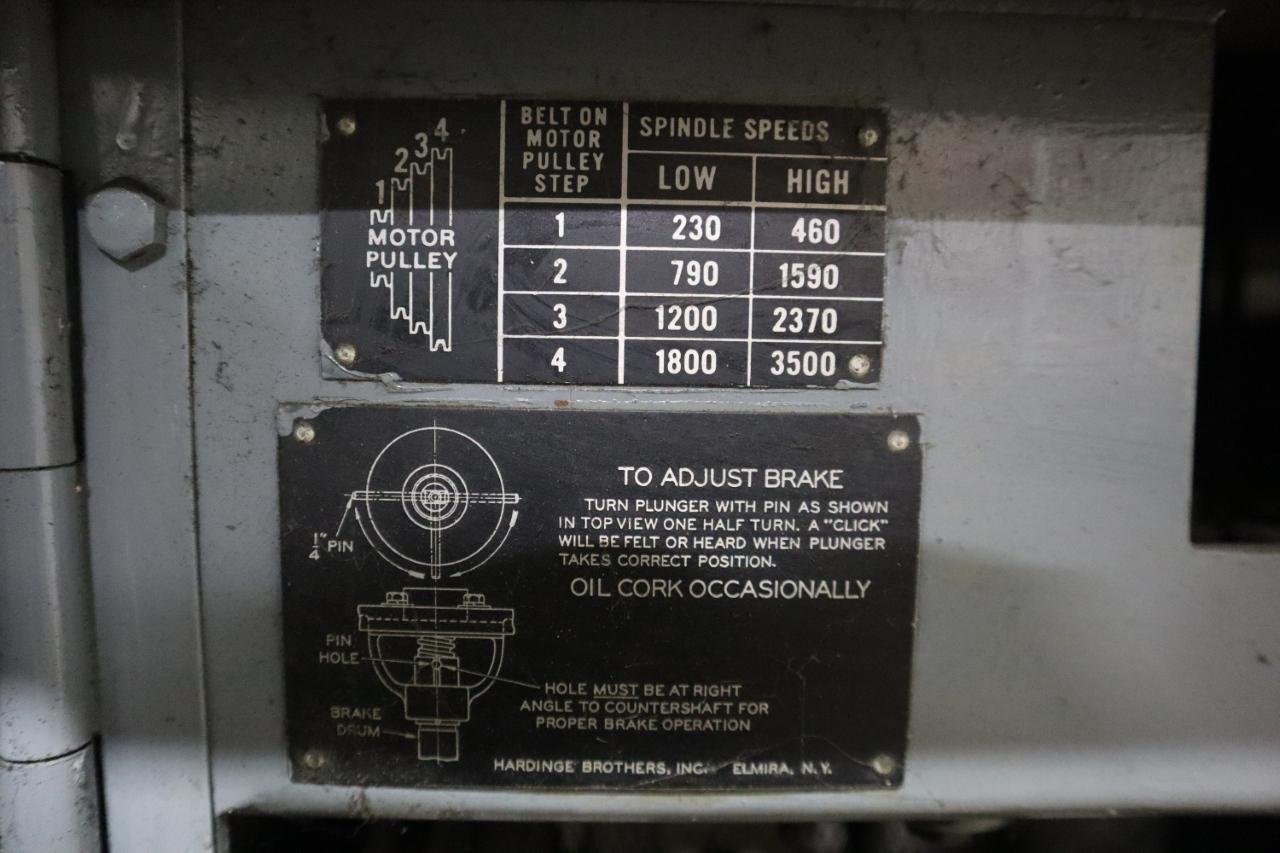 1 2 3 4
MOTOR
PULLEY
BELT ON
MOTOR
PULLEY
STEP
SPINDLE SPEEDS
LOW HIGH
1 230 460
2 790 1590
3 1200 2370
4 1800 3500
1/4" PIN
TO ADJUST BRAKE
TURN PLUNGER WITH PIN AS SHOWN
IN TOP VIEW ONE HALF TURN. A "CLICK"
WILL BE FELT OR HEARD WHEN PLUNGER
TAKES CORRECT POSITION.
OIL CORK OCCASIONALLY
PIN
HOLE
HOLE MUST BE AT RIGHT
ANGLE TO COUNTERSHAFT FOR
PROPER BRAKE OPERATION
BRAKE
DRUM
HARDINGE BROTHERS, INC. ELMIRA, N.Y.